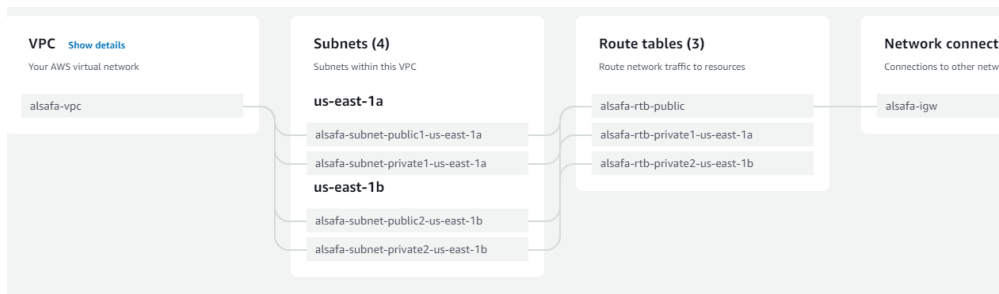 VPC Show details
Your AWS virtual network
alsafa-vpc
Subnets (4)
Subnets within this VPC
us-east-1a
alsafa-subnet-public1-us-east-1a
alsafa-subnet-private1-us-east-1a
us-east-1b
alsafa-subnet-public2-us-east-1b
alsafa-subnet-private2-us-east-1b
Route tables (3)
Route network traffic to resources
alsafa-rtb-public
alsafa-rtb-private1-us-east-1a
alsafa-rtb-private2-us-east-1b
Network connect
Connections to other netw
alsafa-igw